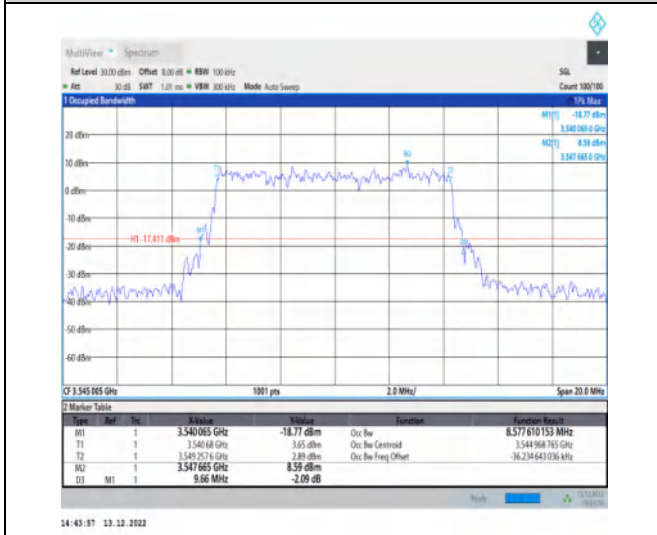 MultiView Spectrum
Ref Level 30.00 dBm Offset 8.00 dB RBW 100 kHz SGL
Att 30 dB SWT 1.01 ms VBW 300 kHz Mode Auto Sweep Count 100/100
1 Occupied Bandwidth 1Pk Max
M1[1] -18.77 dBm
3.540 065 0 GHz
M2[1] 8.59 dBm
3.547 665 0 GHz
20 dBm
M2
10 dBm
T1
0 dBm
-10 dBm
M1
H1 -17.411 dBm
-20 dBm
-30 dBm
-40 dBm
-50 dBm
-60 dBm
CF 3.545 005 GHz 1001 pts 2.0 MHz/ Span 20.0 MHz
2 Marker Table
Type Ref Trc X-Value Y-Value Function Function Result
M1 1 3.540 065 GHz -18.77 dBm Occ Bw 8.577 610 153 MHz
T1 1 3.540 68 GHz 3.65 dBm Occ Bw Centroid 3.544 968 765 GHz
T2 1 3.549 257 6 GHz 2.89 dBm Occ Bw Freq Offset -36.234 643 036 kHz
M2 1 3.547 665 GHz 8.59 dBm
D3 M1 1 9.66 MHz -2.09 dB
Ready
14:43:57 13.12.2022